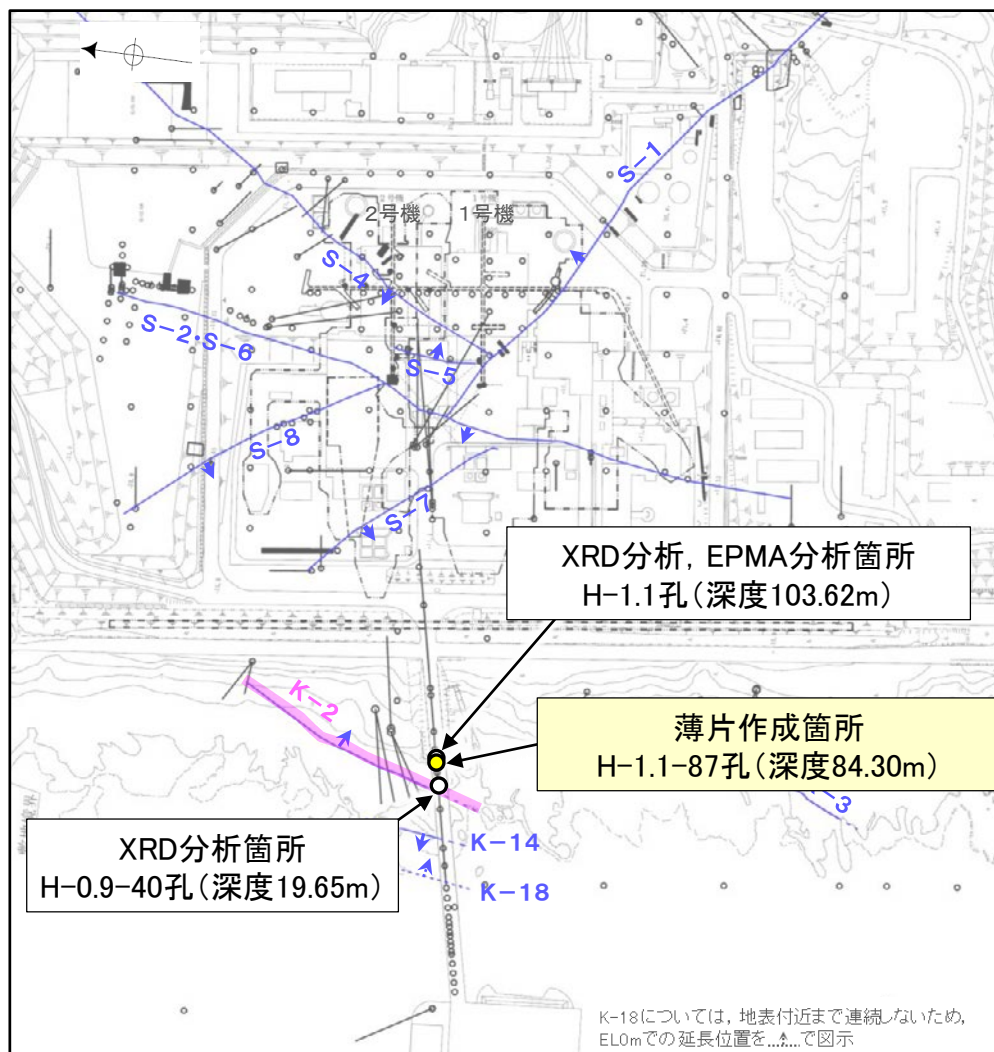 S-1
2号機
1号機
S-4
S-2・S-6
S-5
S-8
S-7
XRD分析，EPMA分析箇所
H-1.1孔（深度103.62m）
K-2
薄片作成箇所
H-1.1-87孔（深度84.30m）
XRD分析箇所
H-0.9-40孔（深度19.65m）
K-14
K-18
K-18については，地表付近まで連続しないため，
EL0mでの延長位置を で図示